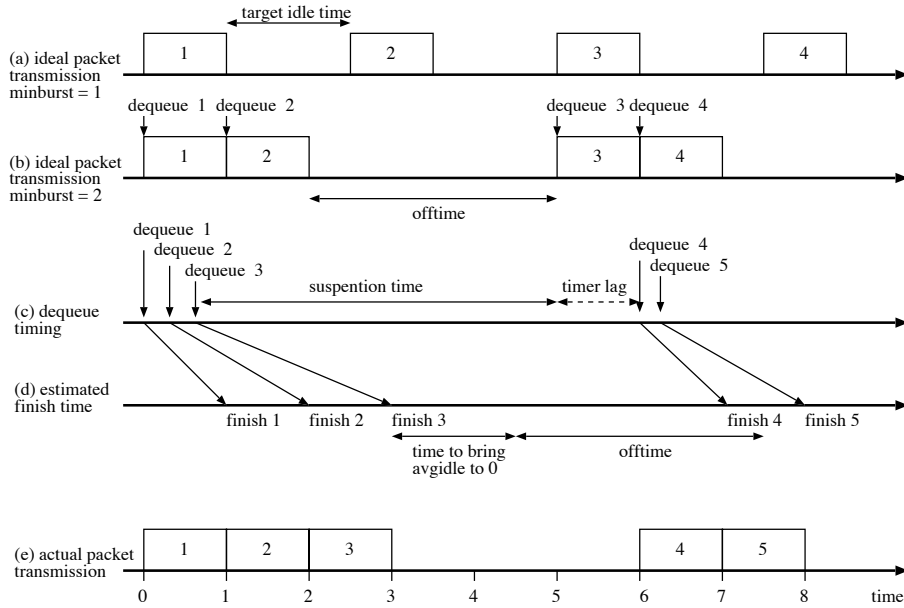 target idle time
(a) ideal packet
transmission
minburst = 1
1
2
3
4
dequeue 1
dequeue 2
dequeue 3
dequeue 4
(b) ideal packet
transmission
minburst = 2
1
2
3
4
offtime
dequeue 1
dequeue 2
dequeue 3
dequeue 4
dequeue 5
suspention time
timer lag
(c) dequeue
timing
(d) estimated
finish time
finish 1
finish 2
finish 3
finish 4
finish 5
time to bring
avgidle to 0
offtime
(e) actual packet
transmission
1
2
3
4
5
0
1
2
3
4
5
6
7
8
time